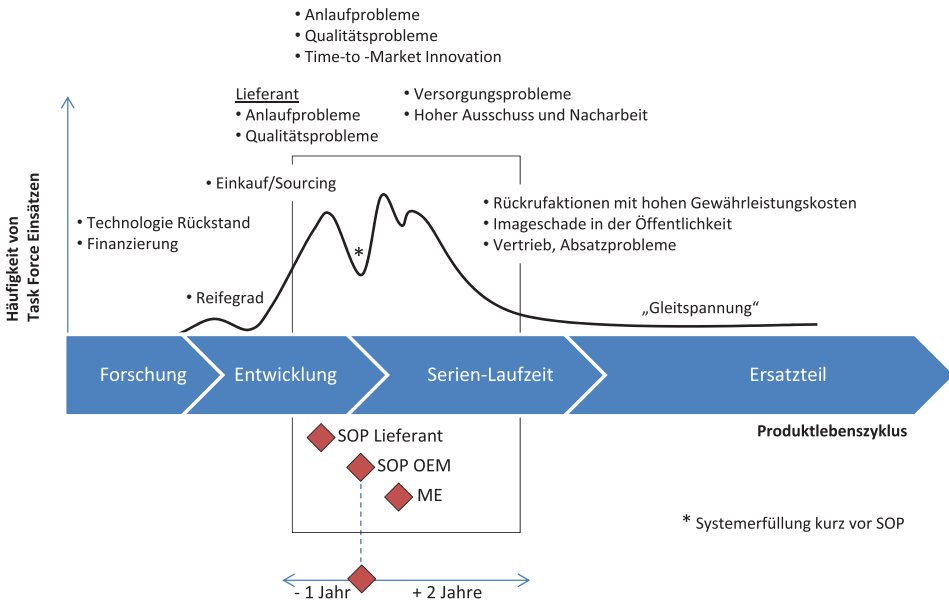 • Anlaufprobleme
• Qualitätsprobleme
• Time-to -Market Innovation
Lieferant
• Anlaufprobleme
• Qualitätsprobleme
• Versorgungsprobleme
• Hoher Ausschuss und Nacharbeit
• Einkauf/Sourcing
• Rückrufaktionen mit hohen Gewährleistungskosten
• Imageschade in der Öffentlichkeit
• Vertrieb, Absatzprobleme
• Technologie Rückstand
• Finanzierung
Häufigkeit von
Task Force Einsätzen
*
• Reifegrad
„Gleitspannung“
Forschung
Entwicklung
Serien-Laufzeit
Ersatzteil
Produktlebenszyklus
SOP Lieferant
SOP OEM
ME
* Systemerfüllung kurz vor SOP
- 1 Jahr
+ 2 Jahre